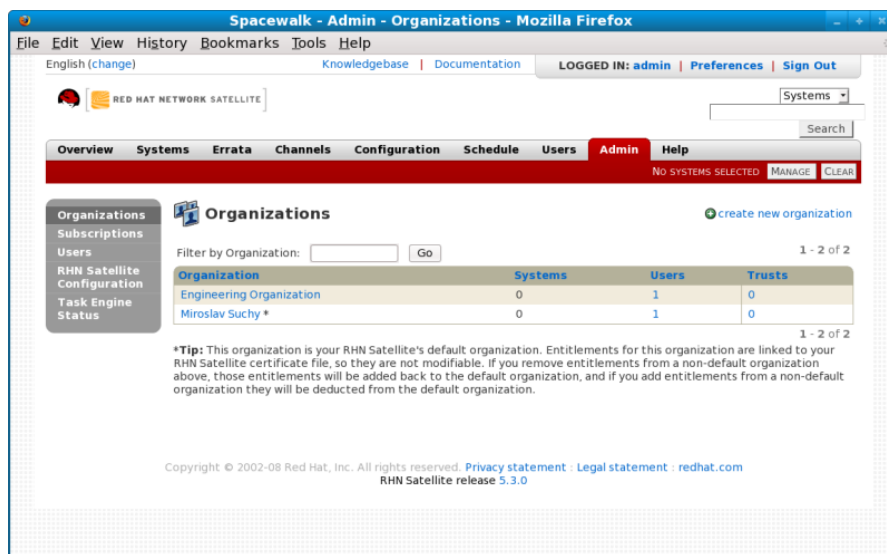 Spacewalk - Admin - Organizations - Mozilla Firefox
File Edit View History Bookmarks Tools Help
English (change) Knowledgebase | Documentation LOGGED IN: admin | Preferences | Sign Out
RED HAT NETWORK SATELLITE
Systems
Search
Overview Systems Errata Channels Configuration Schedule Users Admin Help
NO SYSTEMS SELECTED MANAGE CLEAR
Organizations
Subscriptions
Users
RHN Satellite
Configuration
Task Engine
Status
Organizations
create new organization
Filter by Organization: Go
1 - 2 of 2
Organization Systems Users Trusts
Engineering Organization 0 1 0
Miroslav Suchy * 0 1 0
1 - 2 of 2
*Tip: This organization is your RHN Satellite's default organization. Entitlements for this organization are linked to your
RHN Satellite certificate file, so they are not modifiable. If you remove entitlements from a non-default organization
above, those entitlements will be added back to the default organization, and if you add entitlements from a non-default
organization they will be deducted from the default organization.
Copyright © 2002-08 Red Hat, Inc. All rights reserved. Privacy statement : Legal statement : redhat.com
RHN Satellite release 5.3.0